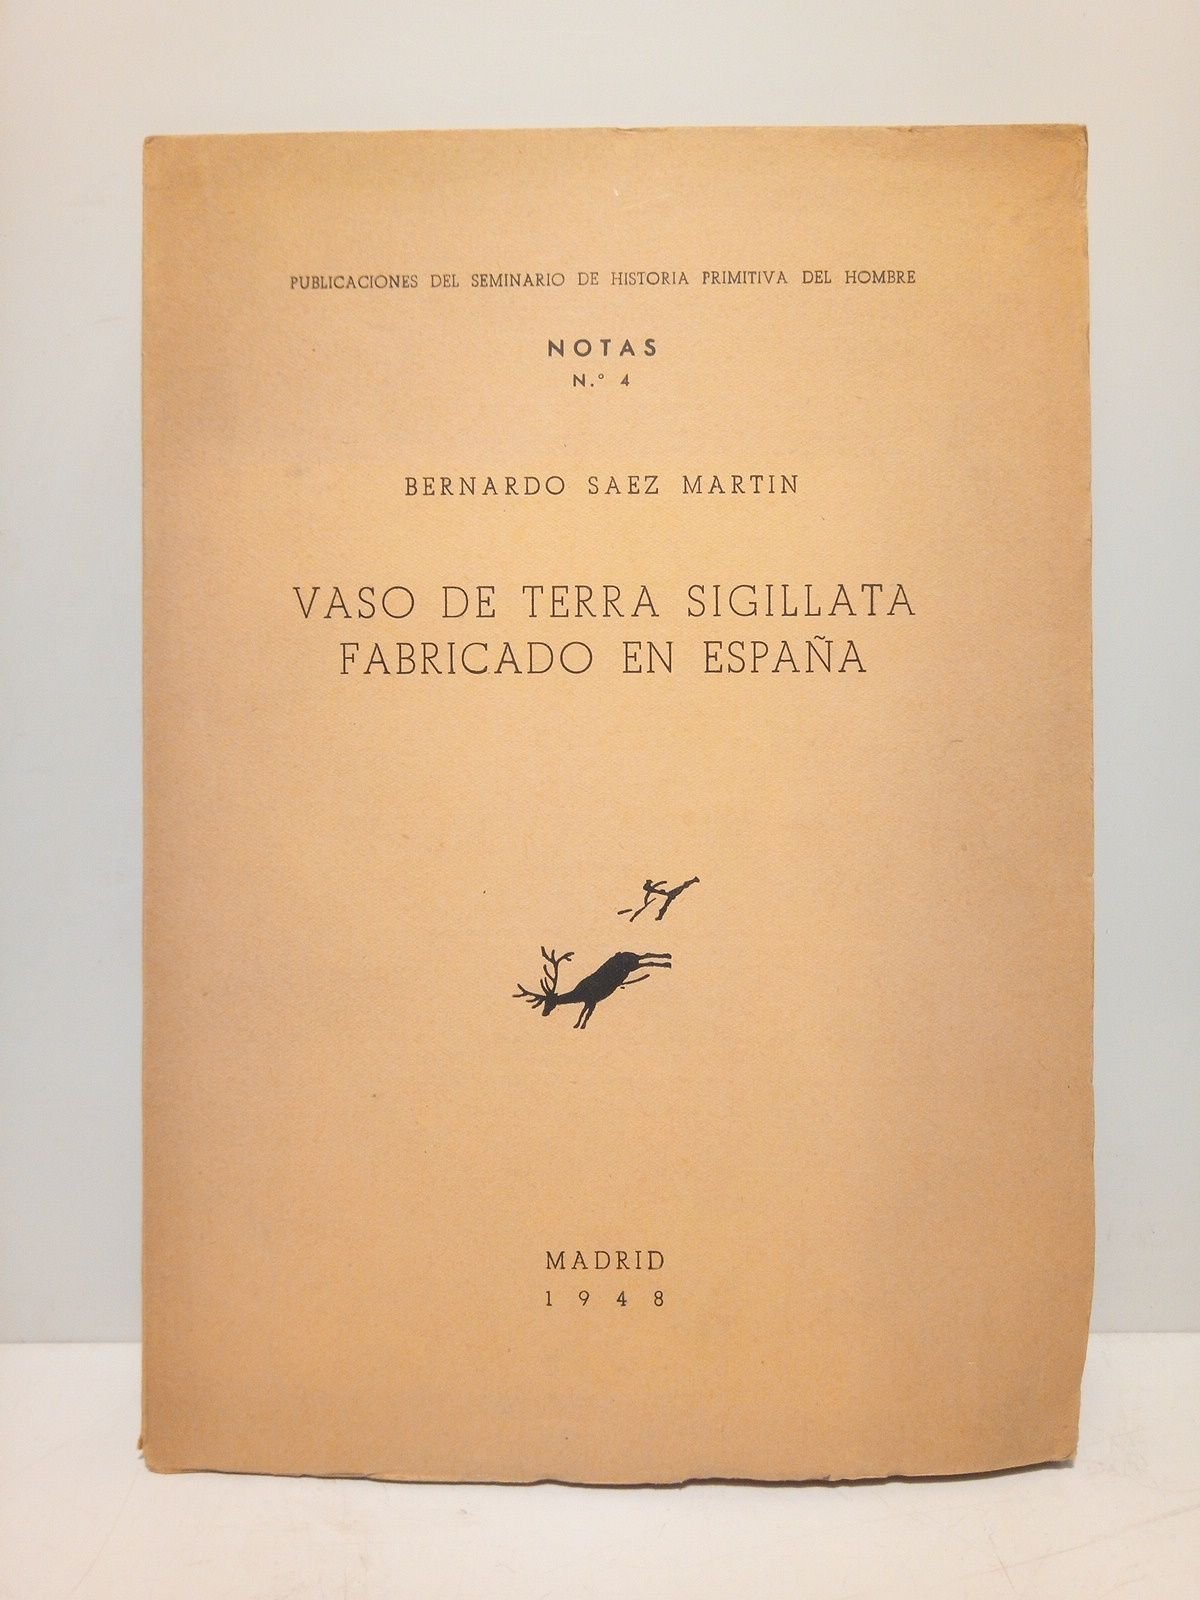 PUBLICACIONES DEL SEMINARIO DE HISTORIA PRIMITIVA DEL HOMBRE
NOTAS
N.º 4
BERNARDO SAEZ MARTIN
VASO DE TERRA SIGILLATA
FABRICADO EN ESPAÑA
MADRID
1948